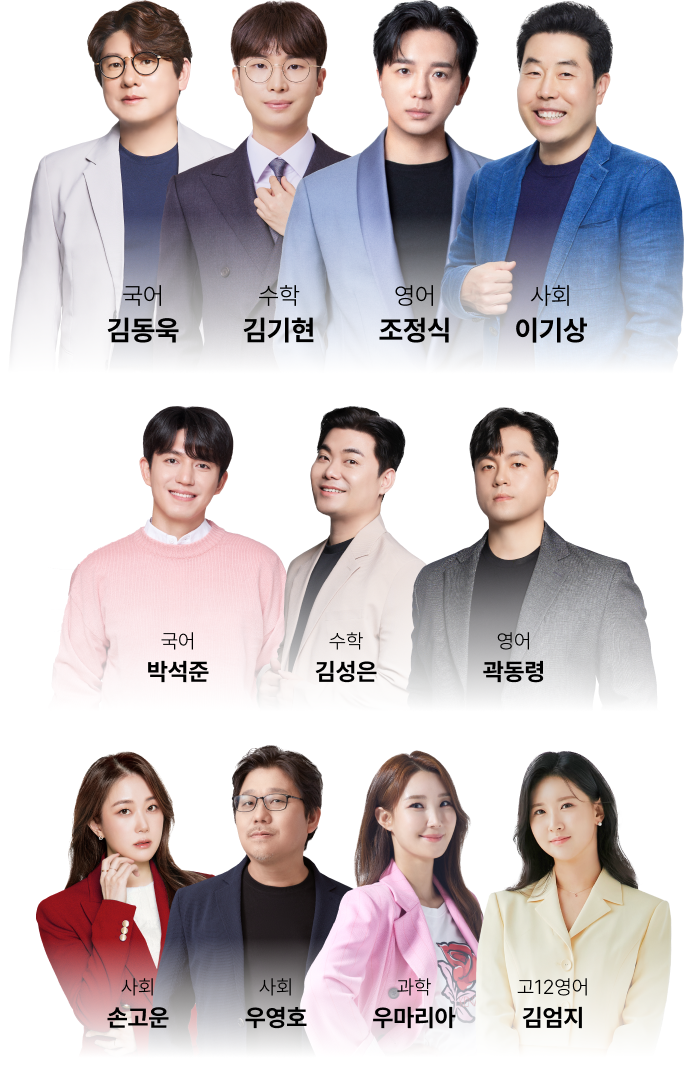 국어
김동욱
수학
김기현
영어
조정식
사회
이기상
국어
박석준
수학
김성은
영어
곽동령
사회
손고운
사회
우영호
과학
우마리아
고12영어
김엄지